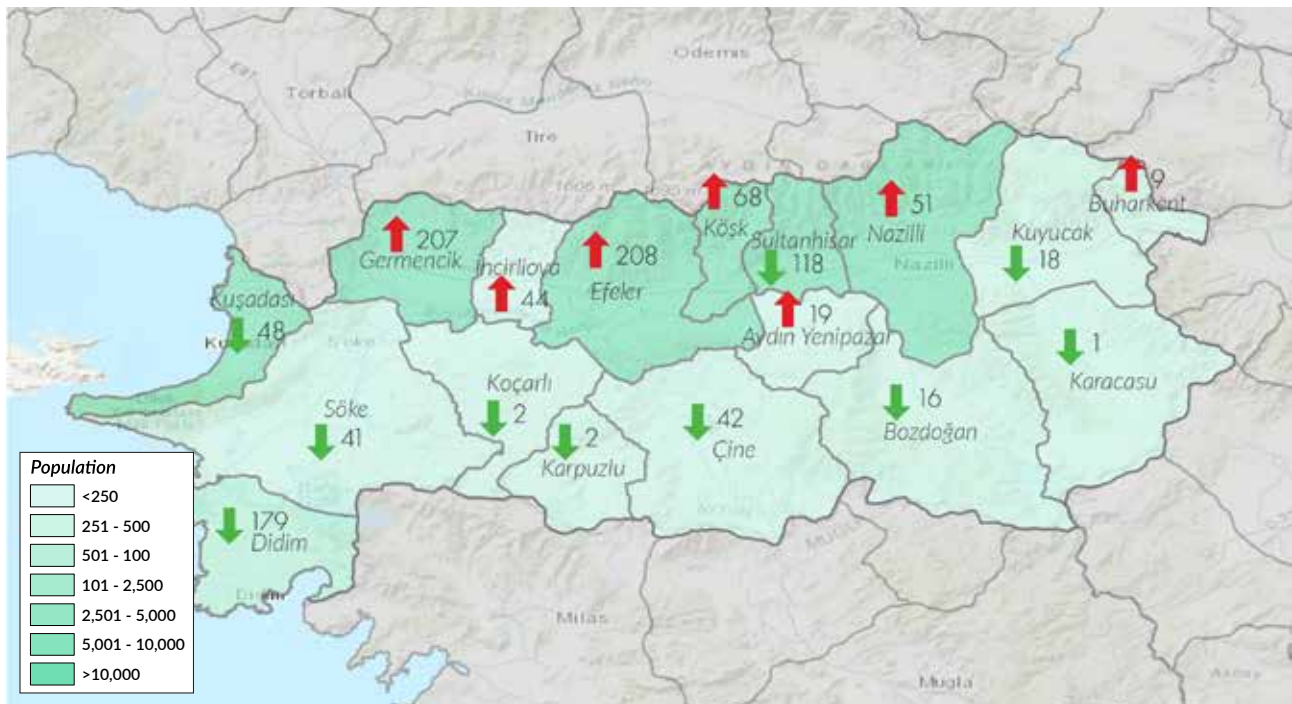 Odemis
Torbalı
Tire
68
Köşk
51
Nazilli
9
Buharkent
207
Germencik
İncirliova
44
208
Efeler
Sultanhisar
118
Nazilli
Kuyucak
18
Kuşadası
48
19
Aydın Yenipazar
1
Karacasu
Söke
41
Koçarlı
2
2
Karpuzlu
42
Çine
16
Bozdoğan
179
Didim
Milas
Mugla
Population
<250
251 - 500
501 - 100
101 - 2,500
2,501 - 5,000
5,001 - 10,000
>10,000